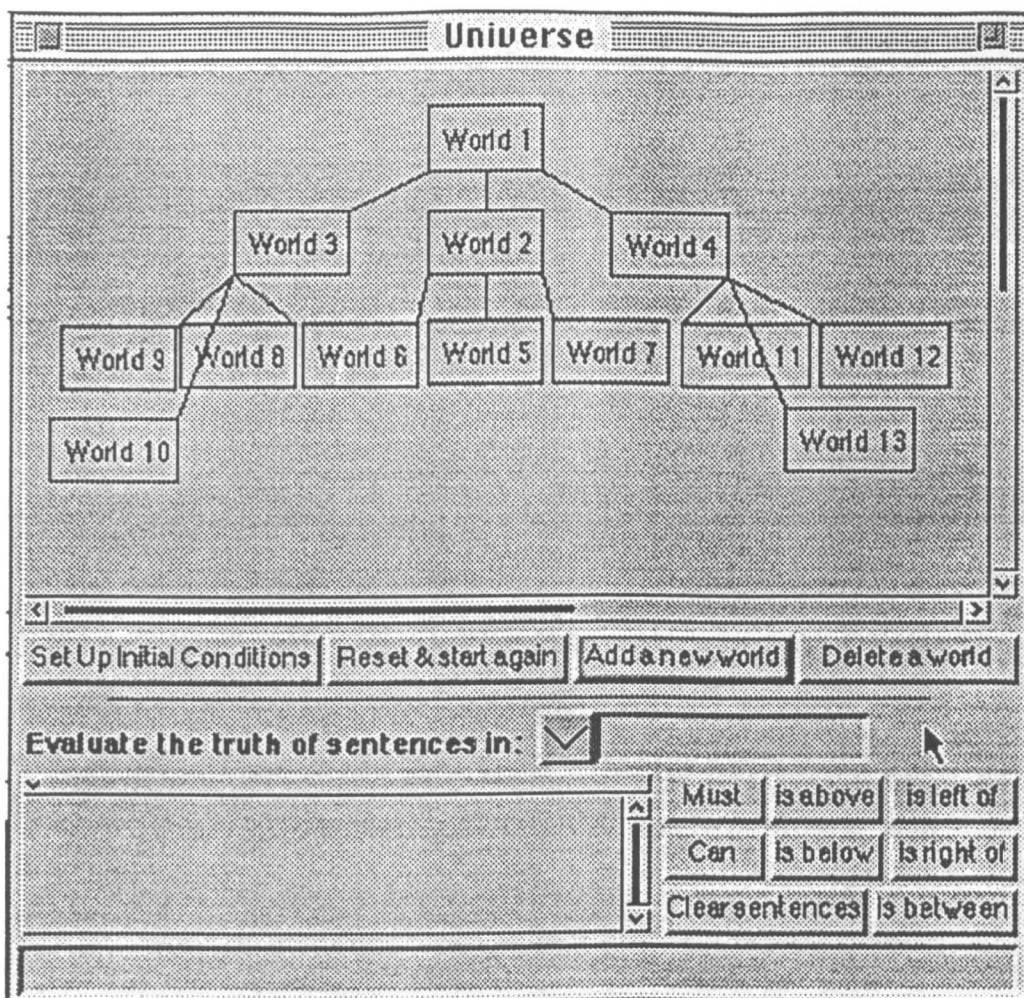 Universe
World 1
World 3 World 2 World 4
World 9 World 8 World 6 World 5 World 7 World 11 World 12
World 10 World 13
Set Up Initial Conditions Reset & start again Add a new world Delete a world
Evaluate the truth of sentences in:
Must is above is left of
Can is below is right of
Clear sentences is between